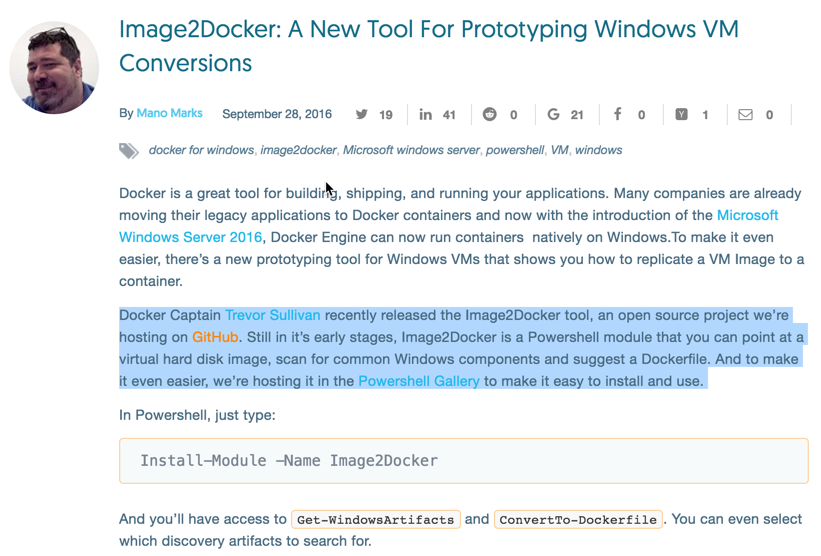 Image2Docker: A New Tool For Prototyping Windows VM
Conversions
By Mano Marks September 28, 2016 19 in 41 0 G 21 f 0 Y 1 0
docker for windows, image2docker, Microsoft windows server, powershell, VM, windows
Docker is a great tool for building, shipping, and running your applications. Many companies are already
moving their legacy applications to Docker containers and now with the introduction of the Microsoft
Windows Server 2016, Docker Engine can now run containers natively on Windows.To make it even
easier, there's a new prototyping tool for Windows VMs that shows you how to replicate a VM Image to a
container.
Docker Captain Trevor Sullivan recently released the Image2Docker tool, an open source project we're
hosting on GitHub. Still in it's early stages, Image2Docker is a Powershell module that you can point at a
virtual hard disk image, scan for common Windows components and suggest a Dockerfile. And to make
it even easier, we're hosting it in the Powershell Gallery to make it easy to install and use.
In Powershell, just type:
Install–Module –Name Image2Docker
And you'll have access to Get-WindowsArtifacts and ConvertTo-Dockerfile. You can even select
which discovery artifacts to search for.